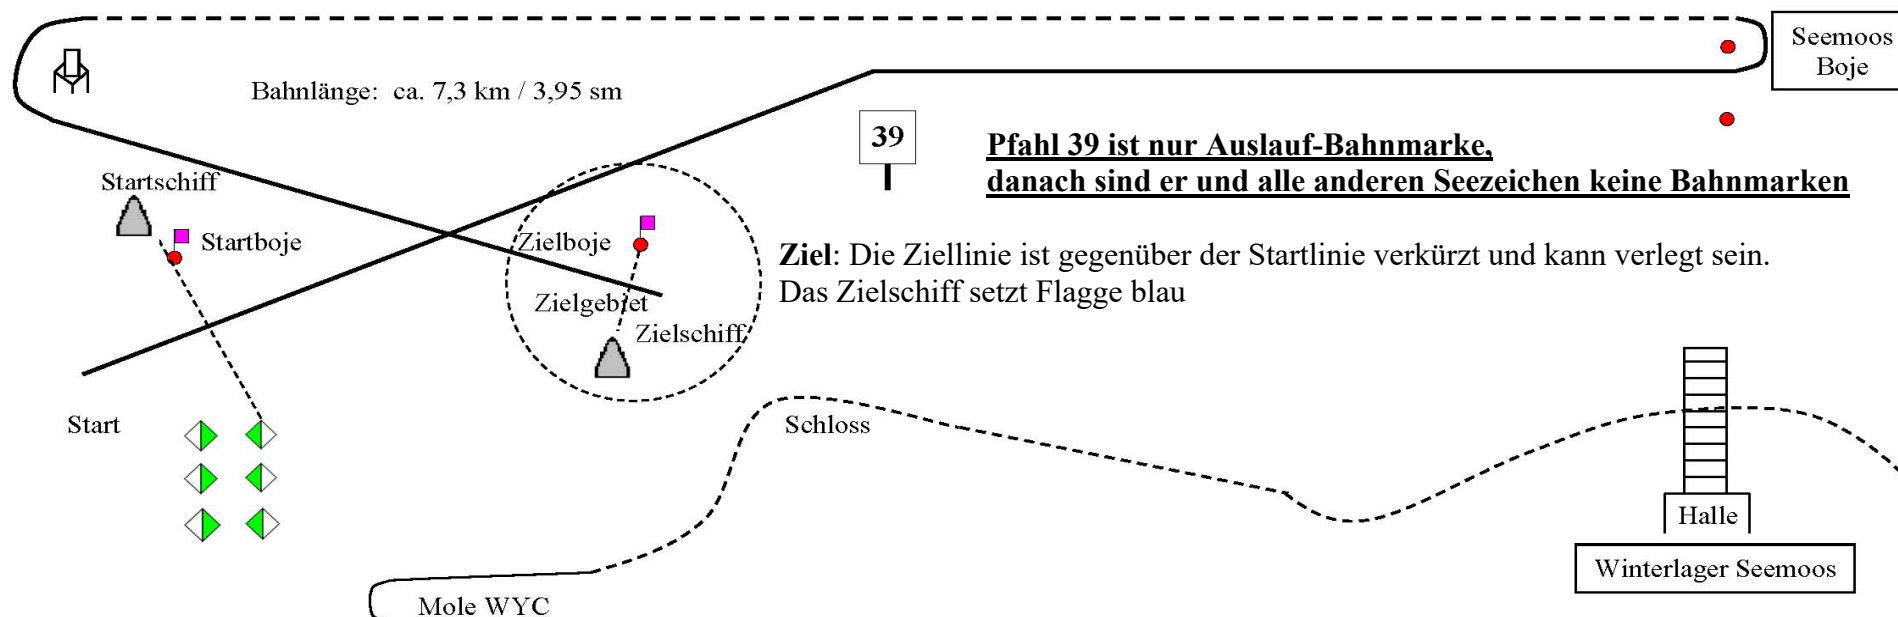 Seemoos
Boje
Bahnlänge: ca. 7,3 km / 3,95 sm
39
Pfahl 39 ist nur Auslauf-Bahnmarke,
danach sind er und alle anderen Seezeichen keine Bahnmarken
Startschiff
Startboje
Zielboje
Ziel: Die Ziellinie ist gegenüber der Startlinie verkürzt und kann verlegt sein.
Das Zielschiff setzt Flagge blau
Zielgebiet
Zielschiff
Start
Schloss
Halle
Winterlager Seemoos
Mole WYC